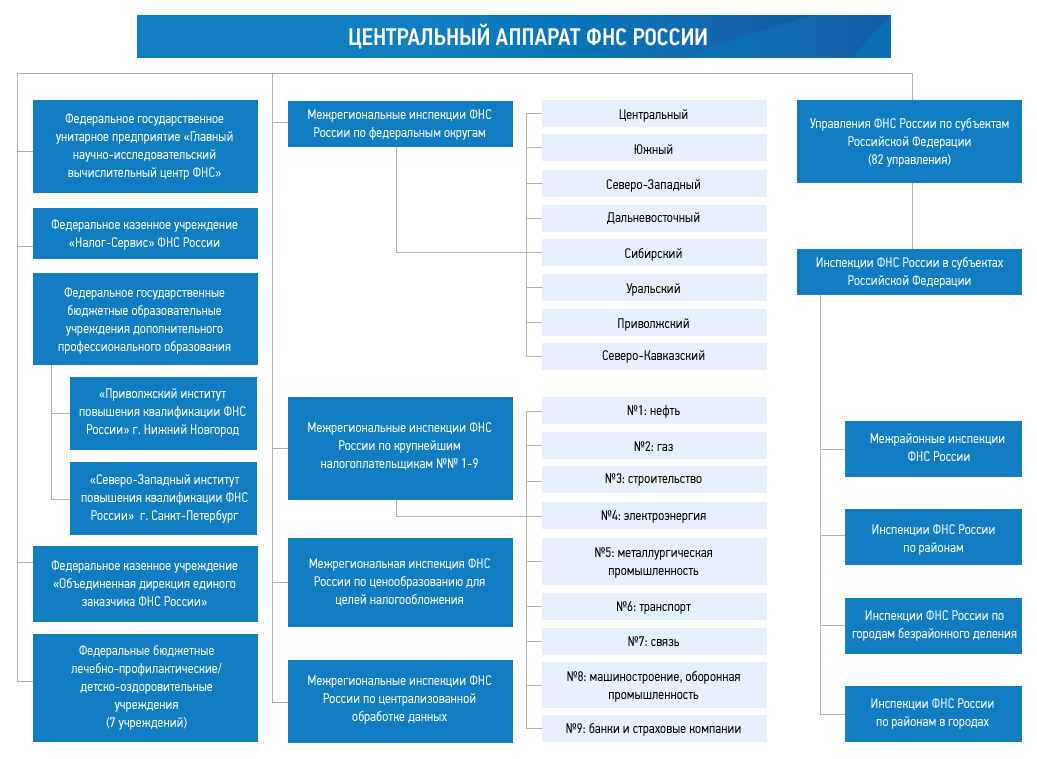 ЦЕНТРАЛЬНЫЙ АППАРАТ ФНС РОССИИ
Федеральное государственное
унитарное предприятие «Главный
научно-исследовательский
вычислительный центр ФНС»
Федеральное казенное учреждение
«Налог-Сервис» ФНС России
Федеральное государственные
бюджетные образовательные
учреждения дополнительного
профессионального образования
«Приволжский институт
повышения квалификации ФНС
России» г. Нижний Новгород
«Северо-Западный институт
повышения квалификации ФНС
России» г. Санкт-Петербург
Федеральное казенное учреждение
«Объединенная дирекция единого
заказчика ФНС России»
Федеральные бюджетные
лечебно-профилактические/
детско-оздоровительные
учреждения
(7 учреждений)
Межрегиональные инспекции ФНС
России по федеральным округам
Центральный
Южный
Северо-Западный
Дальневосточный
Сибирский
Уральский
Приволжский
Северо-Кавказский
Межрегиональные инспекции ФНС
России по крупнейшим
налогоплательщикам №№ 1-9
№1: нефть
№2: газ
№3: строительство
№4: электроэнергия
№5: металлургическая
промышленность
№6: транспорт
№7: связь
№8: машиностроение, оборонная
промышленность
№9: банки и страховые компании
Межрегиональная инспекция ФНС
России по ценообразованию для
целей налогообложения
Межрегиональные инспекции ФНС
России по централизованной
обработке данных
Управления ФНС России по субъектам
Российской Федерации
(82 управления)
Инспекции ФНС России в субъектах
Российской Федерации
Межрайонные инспекции
ФНС России
Инспекции ФНС России
по районам
Инспекции ФНС России по
городам безрайонного деления
Инспекции ФНС России
по районам в городах